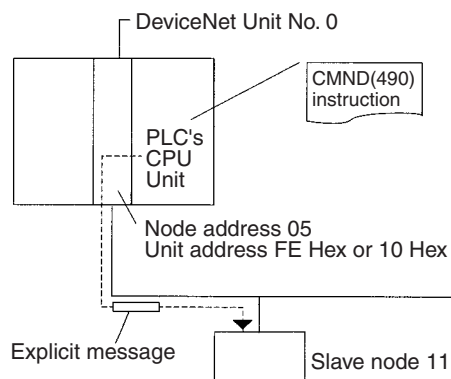 DeviceNet Unit No. 0
CMND(490)
instruction
PLC's
CPU
Unit
Node address 05
Unit address FE Hex or 10 Hex
Explicit message
Slave node 11